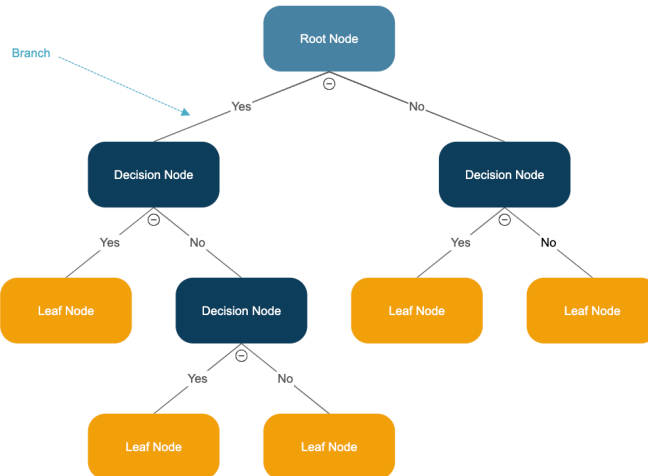 Root Node
Branch
Yes
No
Decision Node
Decision Node
Yes
No
Yes
No
Leaf Node
Decision Node
Leaf Node
Leaf Node
Yes
No
Leaf Node
Leaf Node